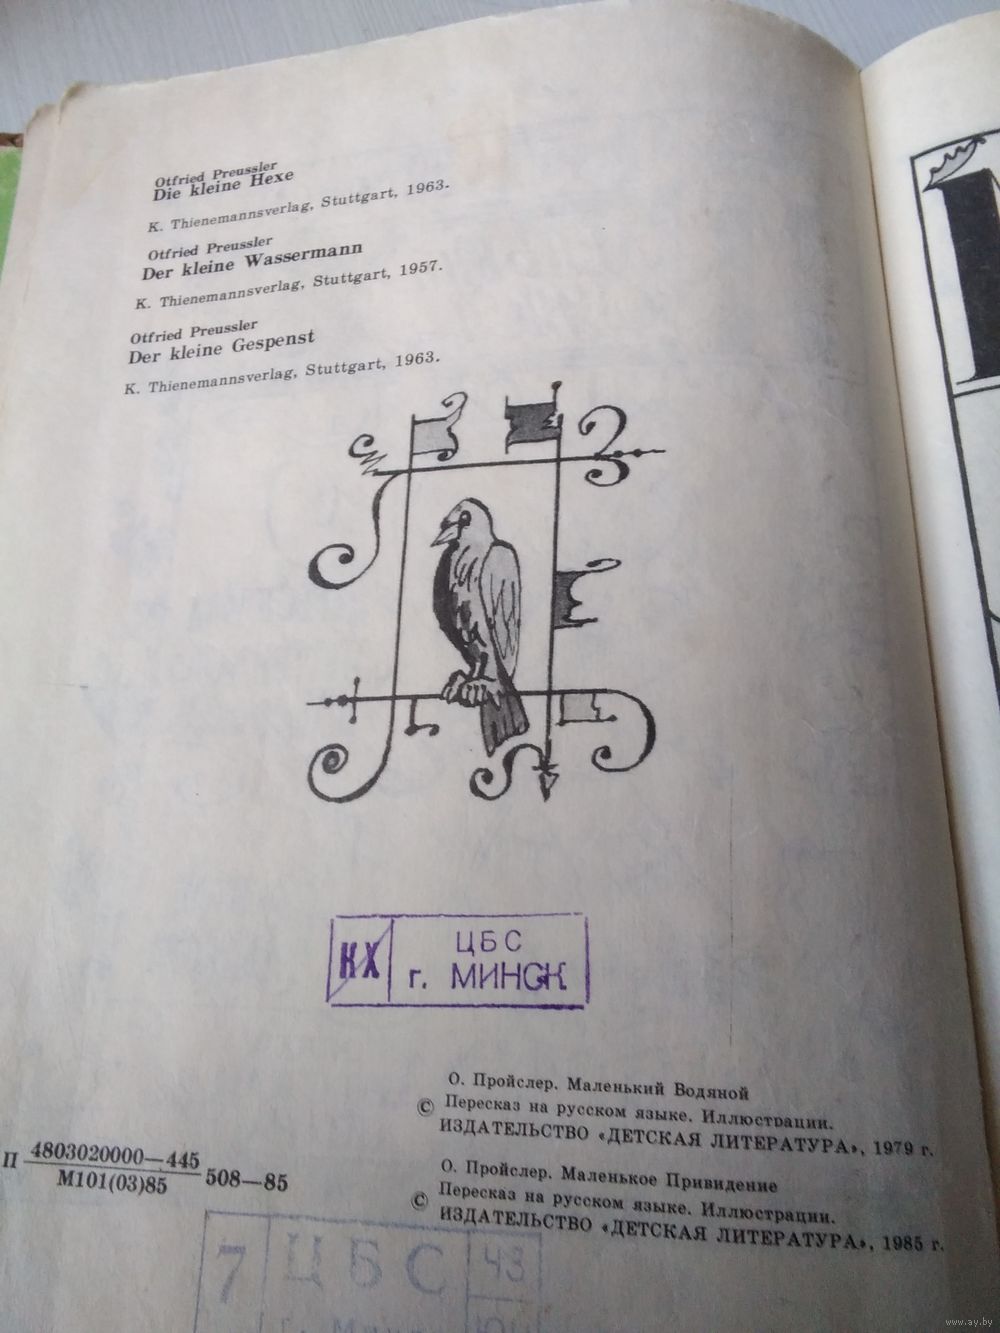 Otfried Preussler
Die kleine Hexe
K. Thienemannsverlag, Stuttgart, 1963.
Otfried Preussler
Der kleine Wassermann
K. Thienemannsverlag, Stuttgart, 1957.
Otfried Preussler
Der kleine Gespenst
K. Thienemannsverlag, Stuttgart, 1963.
КХ
ЦБС
г. МИНСК
О. Пройслер. Маленький Водяной
© Пересказ на русском языке. Иллюстрации.
ИЗДАТЕЛЬСТВО «ДЕТСКАЯ ЛИТЕРАТУРА», 1979 г.
П 4803020000—445
М101(03)85
508—85
О. Пройслер. Маленькое Привидение
© Пересказ на русском языке. Иллюстрации.
ИЗДАТЕЛЬСТВО «ДЕТСКАЯ ЛИТЕРАТУРА», 1985 г.
7 ЦБС 43
www.ay.by